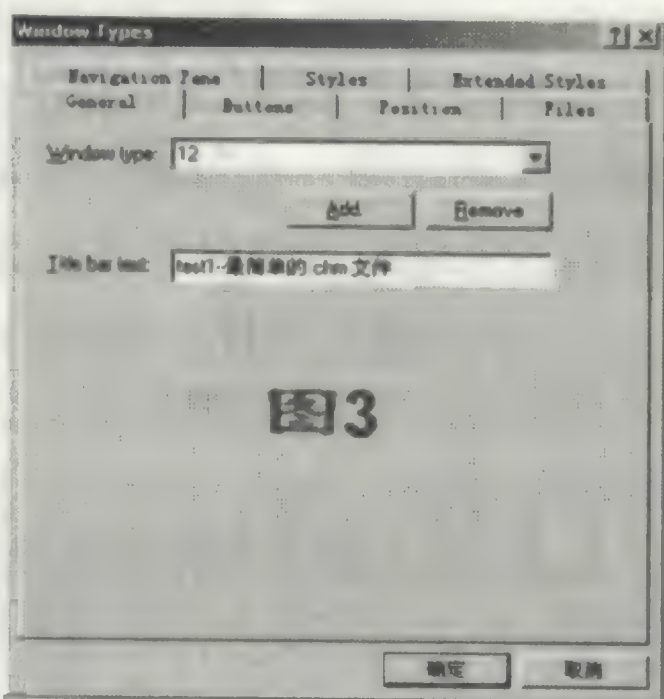 Window Types
Navigation Pane Styles Extended Styles
General Buttons Position Files
Window type: 12
Add Remove
Title bar text: test1--最简单的 chm 文件
图3
确定 取消